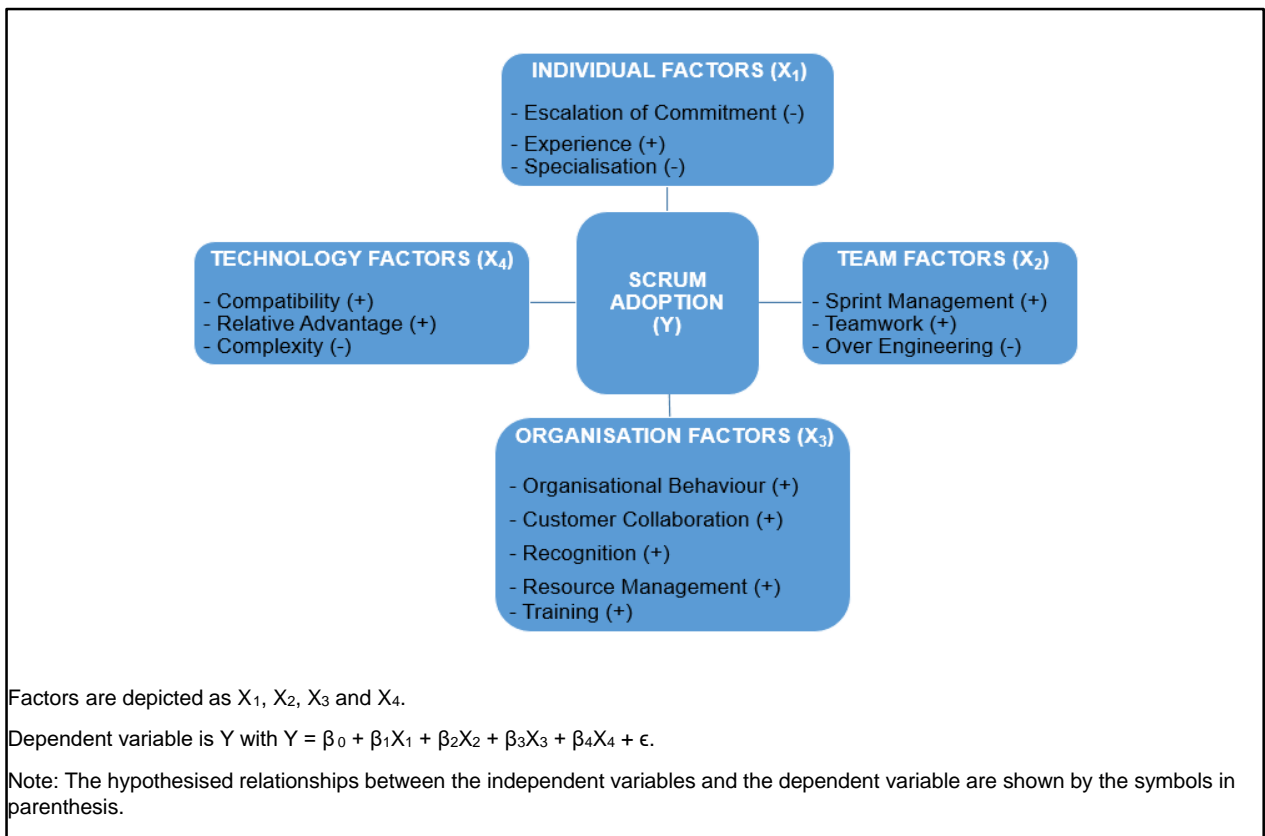 INDIVIDUAL FACTORS (X₁)
- Escalation of Commitment (-)
- Experience (+)
- Specialisation (-)
TECHNOLOGY FACTORS (X₄)
- Compatibility (+)
- Relative Advantage (+)
- Complexity (-)
SCRUM
ADOPTION
(Y)
TEAM FACTORS (X₂)
- Sprint Management (+)
- Teamwork (+)
- Over Engineering (-)
ORGANISATION FACTORS (X₃)
- Organisational Behaviour (+)
- Customer Collaboration (+)
- Recognition (+)
- Resource Management (+)
- Training (+)
Factors are depicted as X₁, X₂, X₃ and X₄.
Dependent variable is Y with Y = β₀ + β₁X₁ + β₂X₂ + β₃X₃ + β₄X₄ + ϵ.
Note: The hypothesised relationships between the independent variables and the dependent variable are shown by the symbols in
parenthesis.